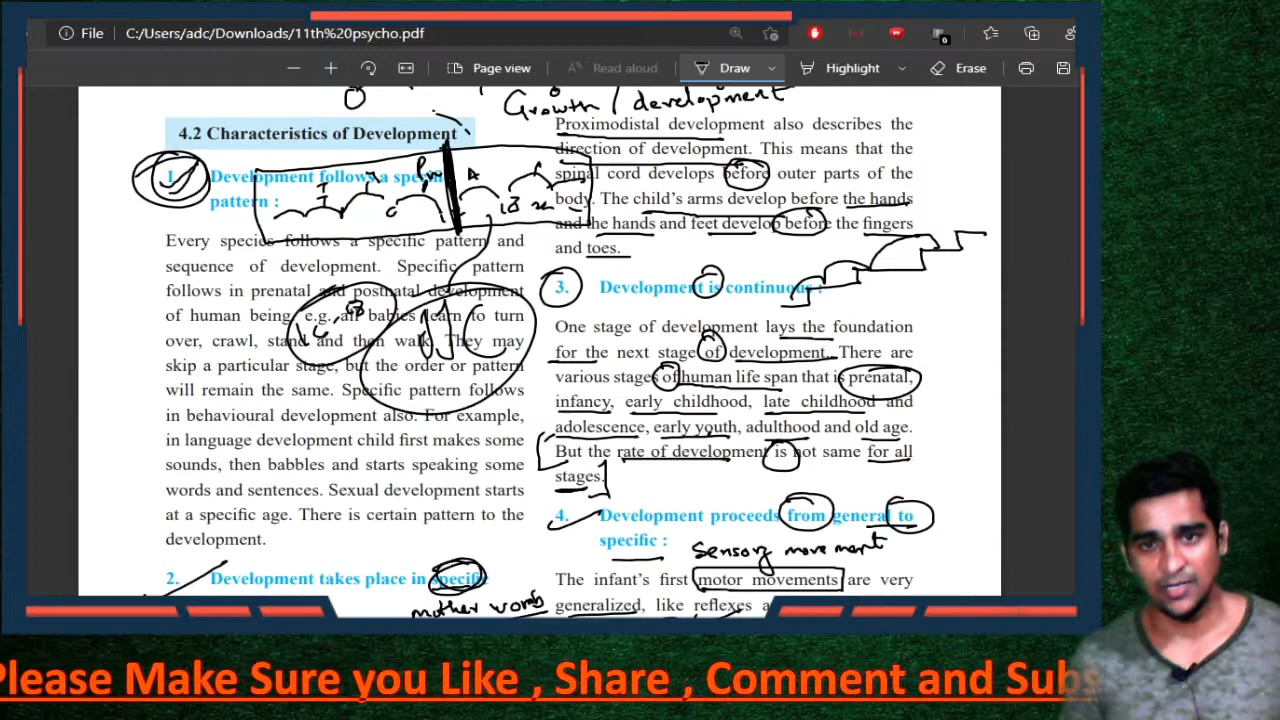 File C:/Users/adc/Downloads/11th%20psycho.pdf
Page view
Read aloud
Draw
Highlight
Erase
Growth / development
4.2 Characteristics of Development
1. Development follows a specific
pattern :
Every species follows a specific pattern and
sequence of development. Specific pattern
follows in prenatal and postnatal development
of human being, e.g. all babies learn to turn
over, crawl, stand and then walk. They may
skip a particular stage, but the order or pattern
will remain the same. Specific pattern follows
in behavioural development also. For example,
in language development child first makes some
sounds, then babbles and starts speaking some
words and sentences. Sexual development starts
at a specific age. There is certain pattern to the
development.
2. Development takes place in specific
mother womb
Proximodistal development also describes the
direction of development. This means that the
spinal cord develops before outer parts of the
body. The child's arms develop before the hands
and the hands and feet develop before the fingers
and toes.
3. Development is continuous :
One stage of development lays the foundation
for the next stage of development. There are
various stages of human life span that is prenatal,
infancy, early childhood, late childhood and
adolescence, early youth, adulthood and old age.
But the rate of development is not same for all
stages.
4. Development proceeds from general to
specific :
Sensory movement
The infant's first motor movements are very
generalized, like reflexes
Please Make Sure you Like , Share , Comment and Subs